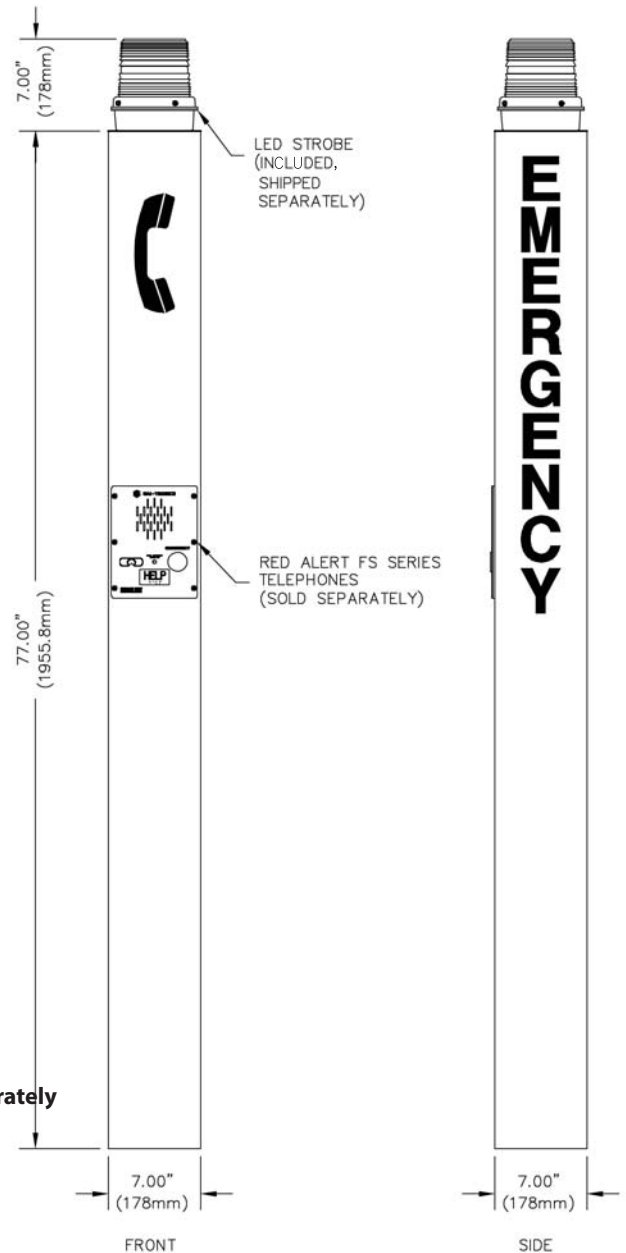 7.00"
(178mm)
LED STROBE
(INCLUDED,
SHIPPED
SEPARATELY)
EMERGENCY
77.00"
(1955.8mm)
HELP
RED ALERT FS SERIES
TELEPHONES
(SOLD SEPARATELY)
rately
7.00"
(178mm)
7.00"
(178mm)
FRONT
SIDE